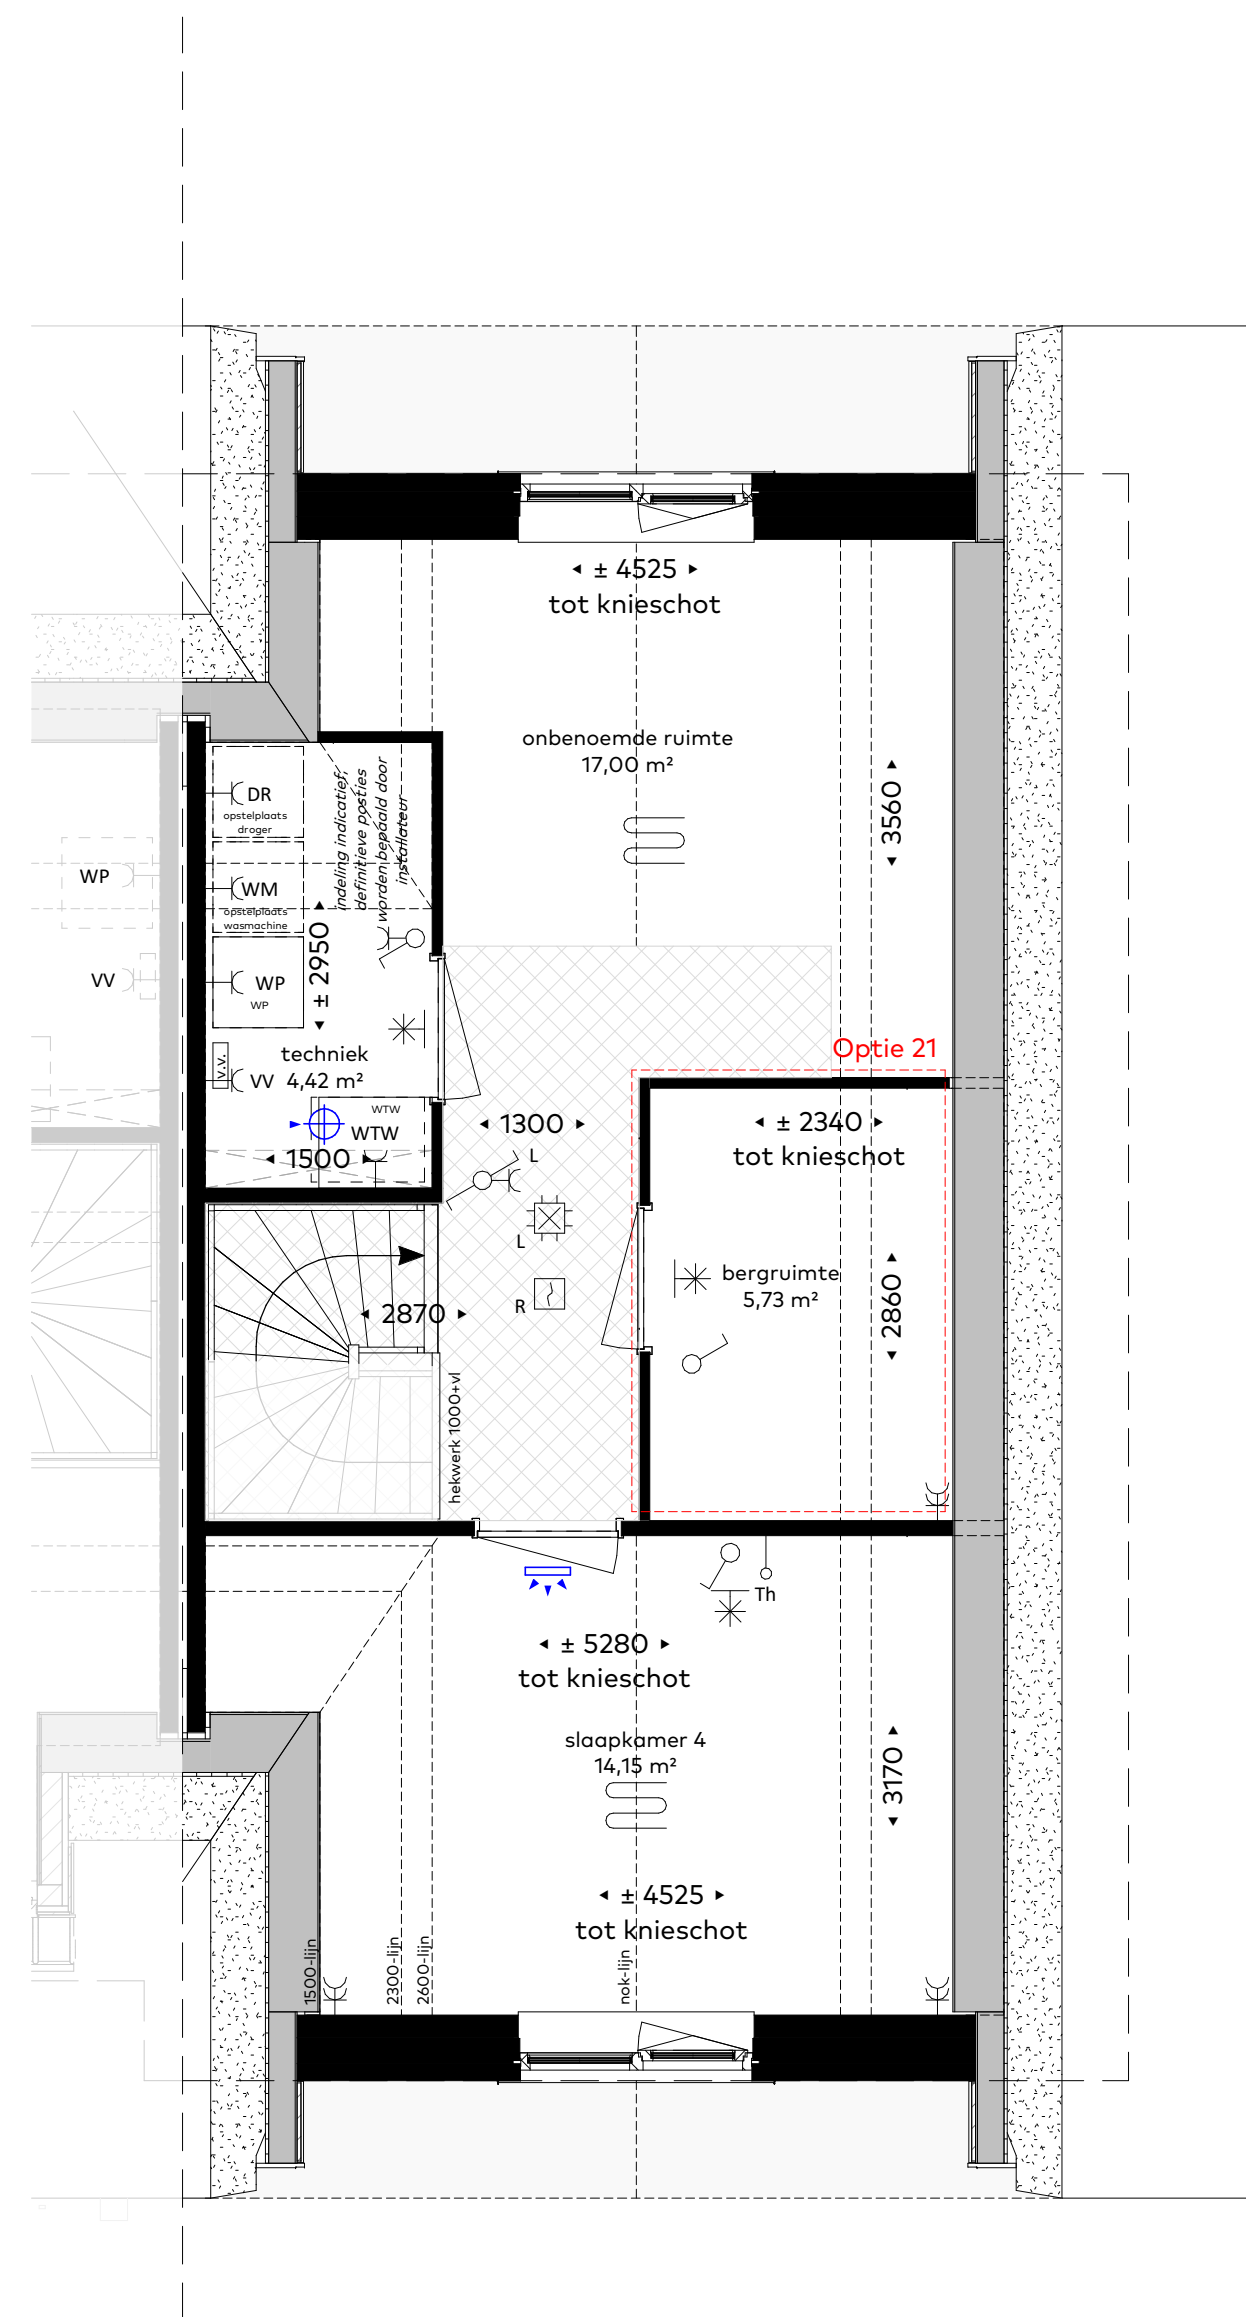 ± 4525
tot knieschot
onbenoemde ruimte
17,00 m²
3560
DR
opstelplaats
droger
indeling indicatief,
definitieve posties
worden bepaald door
installateur
WM
opstelplaats
wasmachine
± 2950
WP
WP
WP
VV
v.v.
VV
techniek
4,42 m²
WTW
WTW
1500
Optie 21
1300
± 2340
tot knieschot
L
L
R
bergruimte
5,73 m²
2860
2870
hekwerk 1000+vl
Th
± 5280
tot knieschot
slaapkamer 4
14,15 m²
3170
± 4525
tot knieschot
1500-lijn
2300-lijn
2600-lijn
nok-lijn